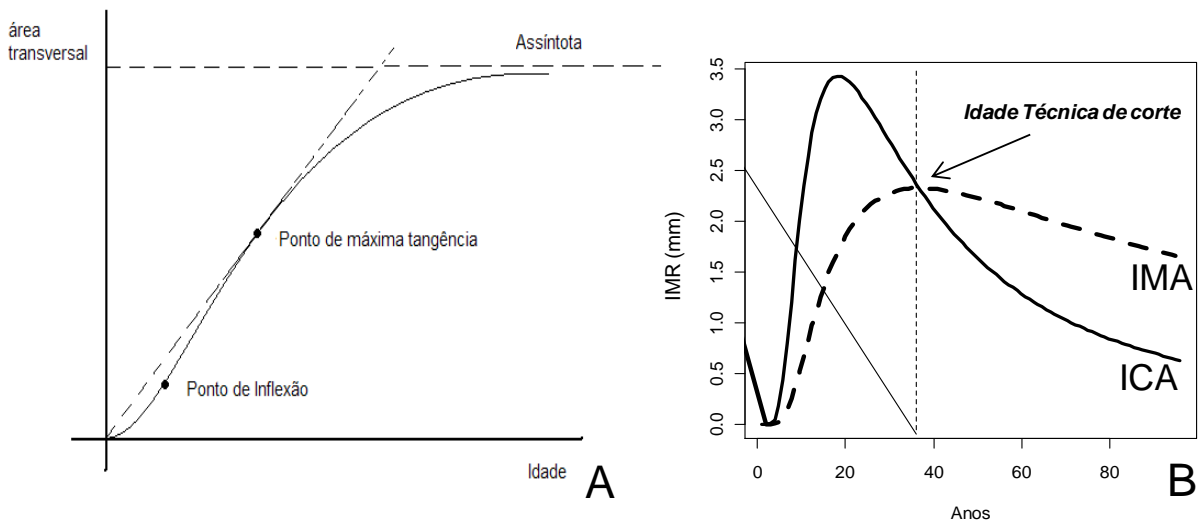 área
transversal
Assíntota
Ponto de máxima tangência
Ponto de Inflexão
Idade
A
IMR (mm)
3.5
3.0
2.5
2.0
1.5
1.0
0.5
0.0
Idade Técnica de corte
IMA
ICA
0
20
40
60
80
Anos
B